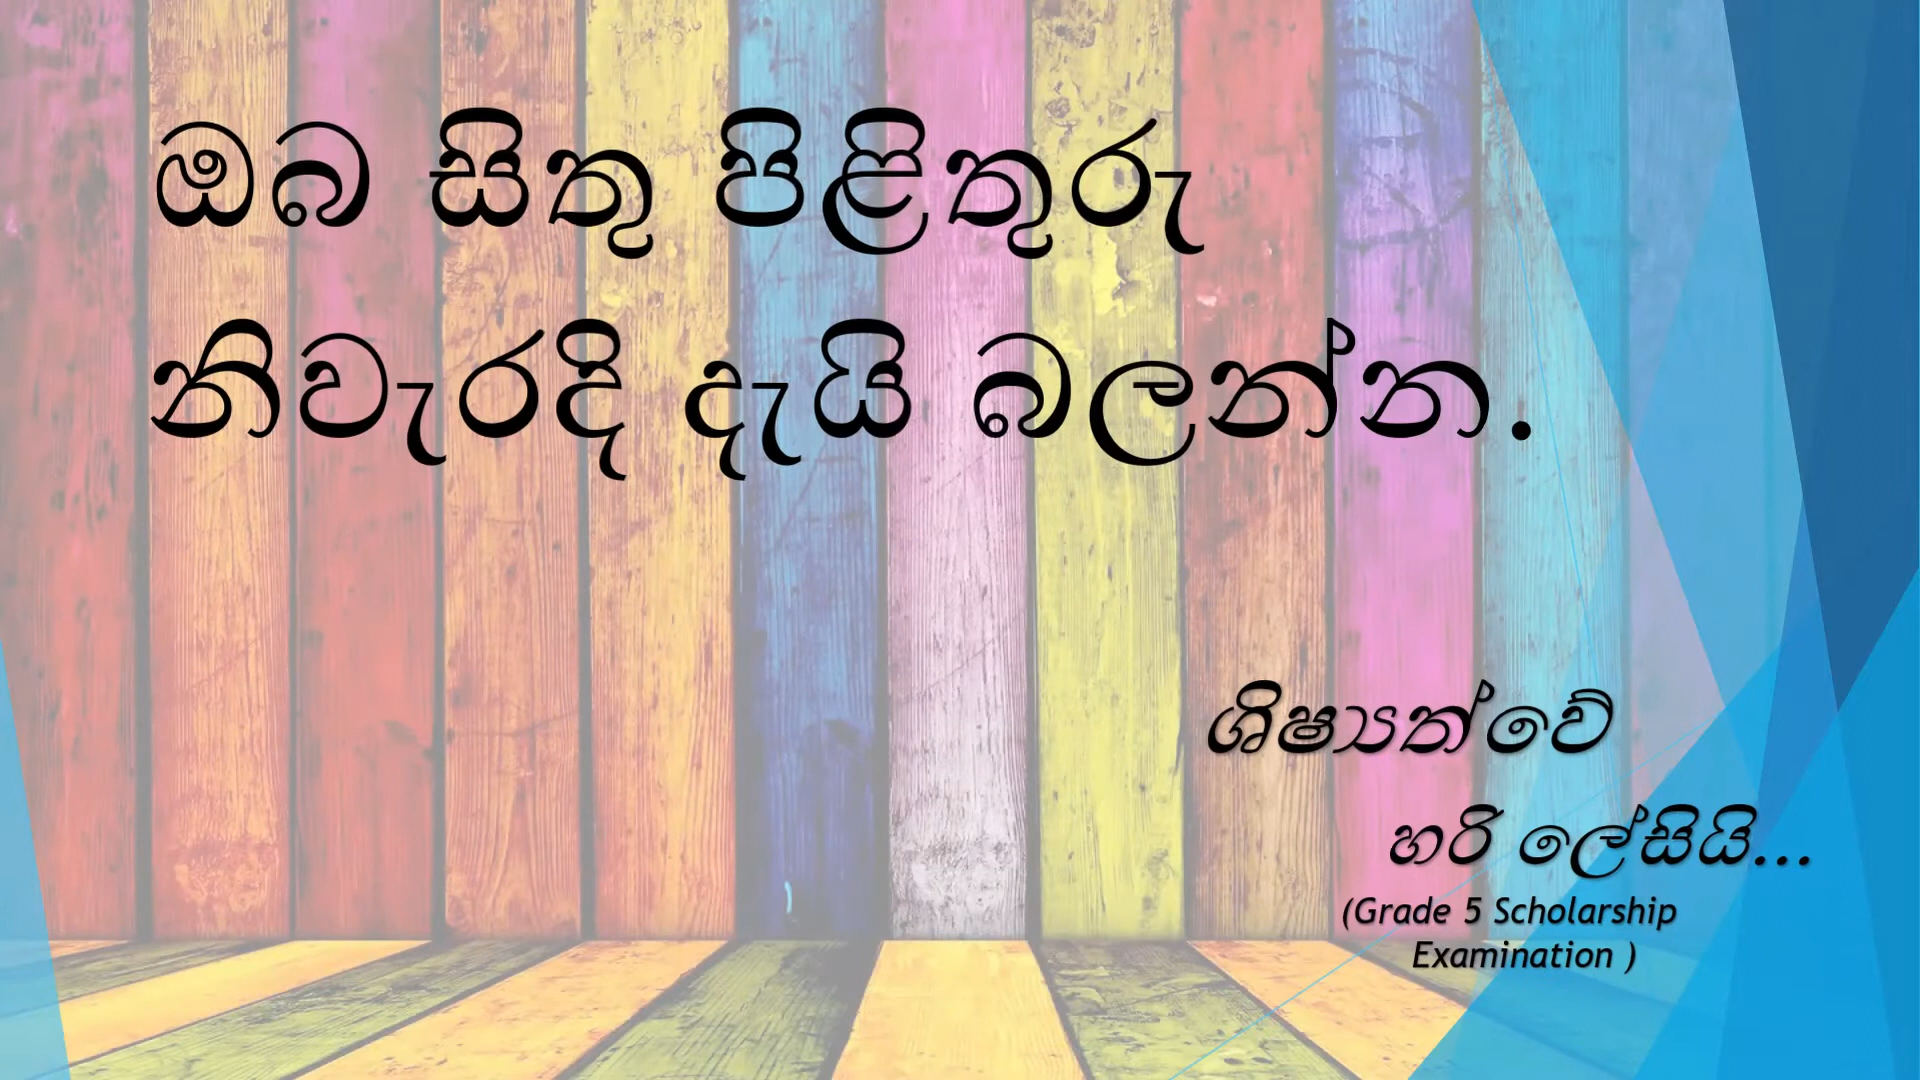 ඔබ සිතූ පිළිතුරු
නිවැරදි දැයි බලන්න.
ශිෂ්‍යත්වේ
හරි ලේසියි...
(Grade 5 Scholarship
Examination )